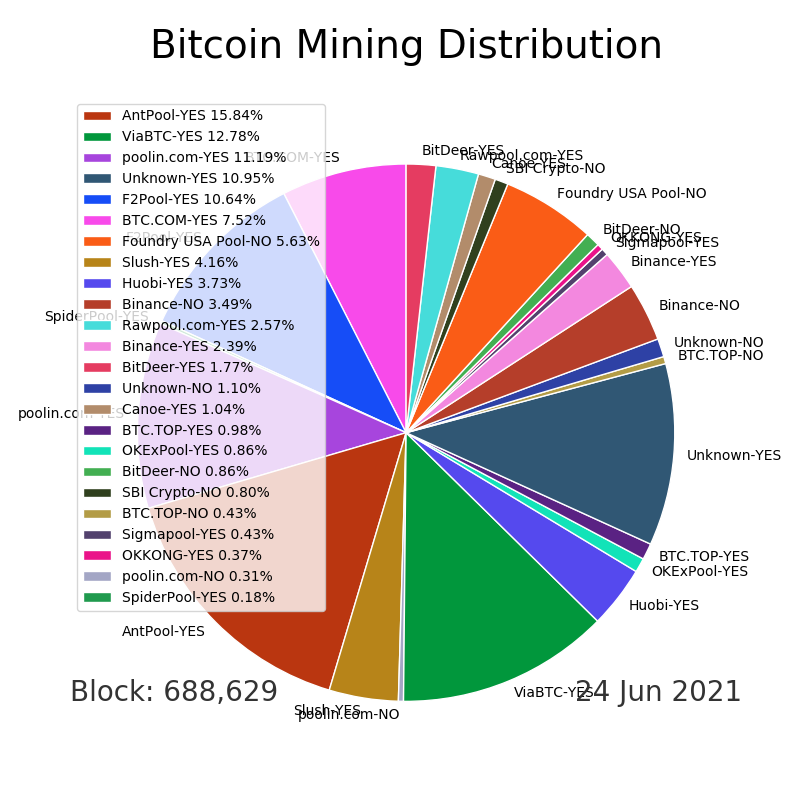 Bitcoin Mining Distribution
AntPool-YES 15.84%
ViaBTC-YES 12.78%
poolin.com-YES 11.19%
Unknown-YES 10.95%
F2Pool-YES 10.64%
BTC.COM-YES 7.52%
Foundry USA Pool-NO 5.63%
Slush-YES 4.16%
Huobi-YES 3.73%
Binance-NO 3.49%
Rawpool.com-YES 2.57%
Binance-YES 2.39%
BitDeer-YES 1.77%
Unknown-NO 1.10%
Canoe-YES 1.04%
BTC.TOP-YES 0.98%
OKExPool-YES 0.86%
BitDeer-NO 0.86%
SBI Crypto-NO 0.80%
BTC.TOP-NO 0.43%
Sigmapool-YES 0.43%
OKKONG-YES 0.37%
poolin.com-NO 0.31%
SpiderPool-YES 0.18%
BTC.COM-YES
F2Pool-YES
SpiderPool-YES
poolin.com-YES
AntPool-YES
Slush-YES
poolin.com-NO
ViaBTC-YES
Huobi-YES
OKExPool-YES
BTC.TOP-YES
Unknown-YES
BTC.TOP-NO
Unknown-NO
Binance-NO
Binance-YES
Sigmapool-YES
OKKONG-YES
BitDeer-NO
Foundry USA Pool-NO
SBI Crypto-NO
Canoe-YES
Rawpool.com-YES
BitDeer-YES
Block: 688,629
24 Jun 2021